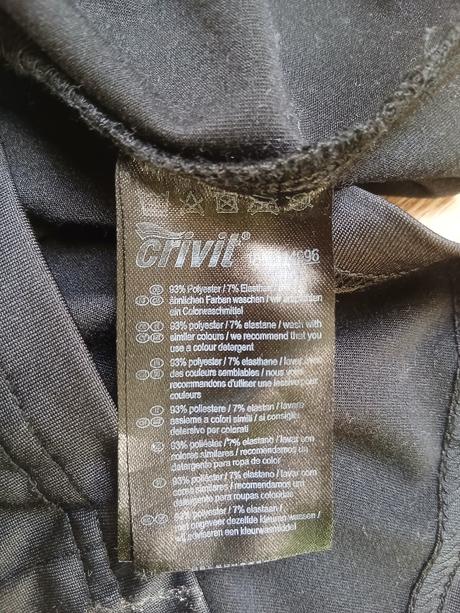 crivit®
93% Polyester / 7% Elasthan /
ähnlichen Farben waschen / wir empfehlen
ein Colorwaschmittel
93% polyester / 7% elastane / wash with
similar colours / we recommend that you
use a colour detergent
93% polyester / 7% élasthanne / laver avec
des couleurs semblables / nous vous
recommandons d'utiliser une lessive pour
couleurs
93% poliestere / 7% elastan / lavare
assieme a colori simili / si consiglia
detersivo per colorati
93% poliéster / 7% elastano / lavar con
colores similares / recomendamos un
detergente para ropa de color
93% poliéster / 7% elastano / lavar com
cores similares / recomendamos um
detergente para roupas coloridas
93% polyester / 7% elastaan /
met ongeveer dezelfde kleuren wassen /
wij adviseren een kleurwasmiddel